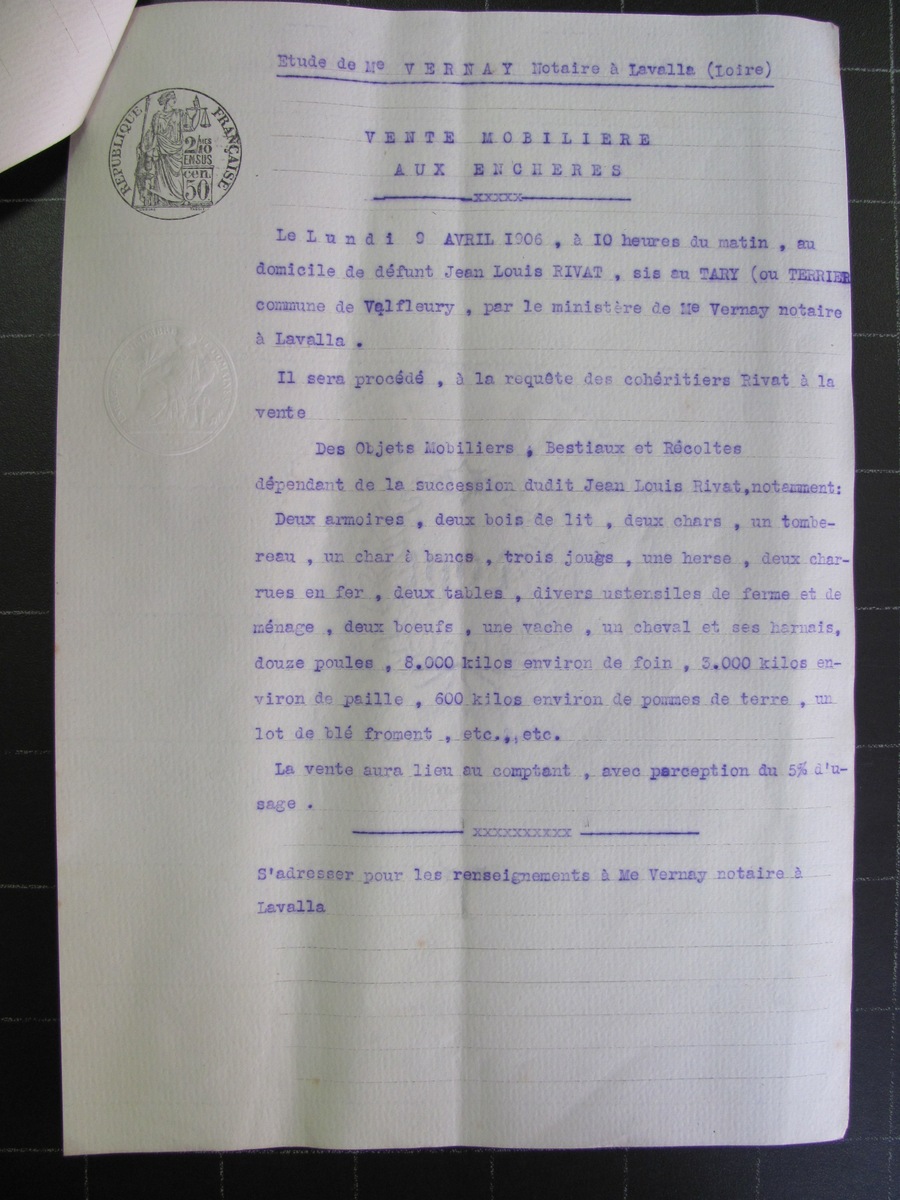 Etude de Me VERNAY Notaire à Lavalla (Loire)
REPUBLIQUE FRANÇAISE
2/10 EN SUS
50 cen
VENTE MOBILIERE
AUX ENCHERES
xxxxx
Le Lundi 9 AVRIL 1906 , à 10 heures du matin , au
domicile de défunt Jean Louis RIVAT , sis au TARY (ou TERRIER
commune de Valfleury , par le ministère de Me Vernay notaire
à Lavalla .
Il sera procédé , à la requête des cohéritiers Rivat à la
vente
Des Objets Mobiliers , Bestiaux et Récoltes
dépendant de la succession dudit Jean Louis Rivat,notamment:
Deux armoires , deux bois de lit , deux chars , un tombe-
reau , un char à bancs , trois jougs , une herse , deux char-
rues en fer , deux tables , divers ustensiles de ferme et de
ménage , deux boeufs , une vache , un cheval et ses harnais,
douze poules , 8.000 kilos environ de foin , 3.000 kilos en-
viron de paille , 600 kilos environ de pommes de terre , un
lot de blé froment , etc., etc.
La vente aura lieu au comptant , avec perception du 5% d'u-
sage .
xxxxxxxxxx
S'adresser pour les renseignements à Me Vernay notaire à
Lavalla